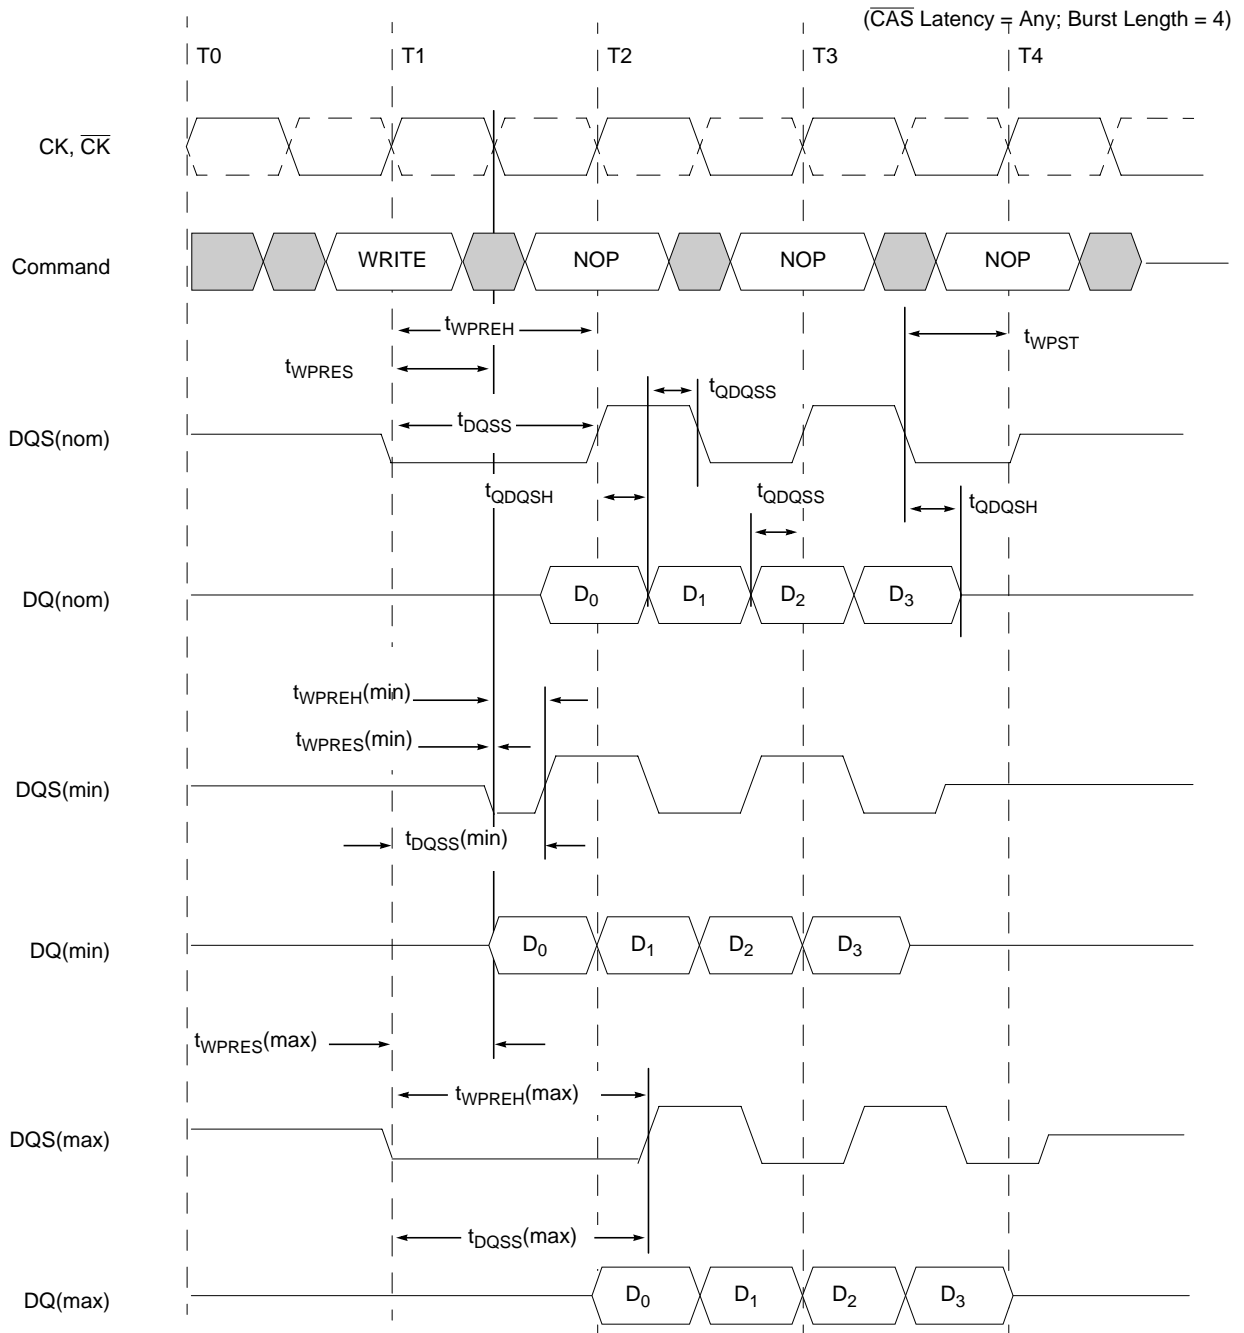 (C̅A̅S̅ Latency = Any; Burst Length = 4)
T0 T1 T2 T3 T4
CK, C̅K̅
Command WRITE NOP NOP NOP
tWPREH
tWPST
tWPRES
tQDQSS
DQS(nom) tDQSS
tQDQSH tQDQSS tQDQSH
DQ(nom) D0 D1 D2 D3
tWPREH(min)
tWPRES(min)
DQS(min)
tDQSS(min)
DQ(min) D0 D1 D2 D3
tWPRES(max)
tWPREH(max)
DQS(max)
tDQSS(max)
DQ(max) D0 D1 D2 D3